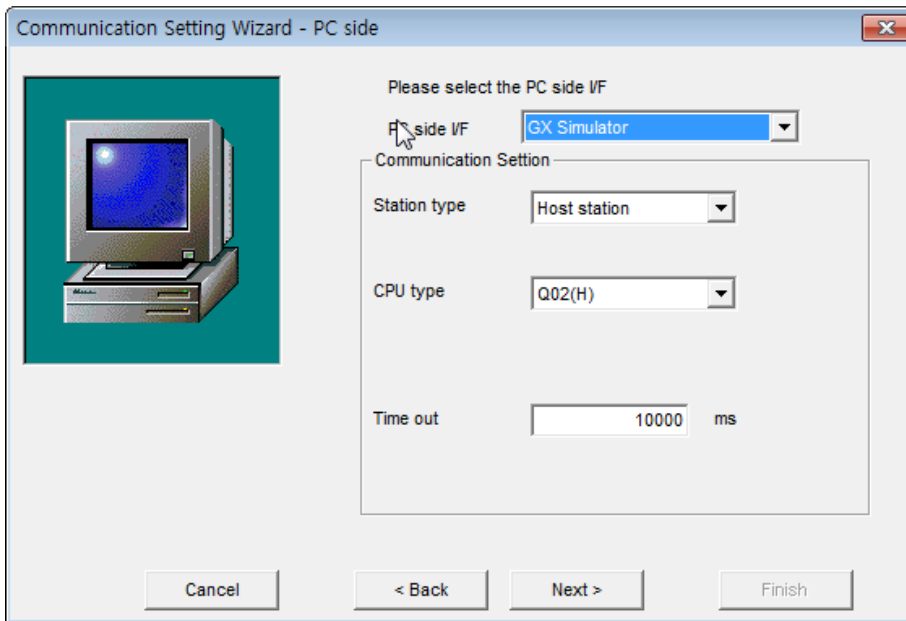 Communication Setting Wizard - PC side
Please select the PC side I/F
PC side I/F
GX Simulator
Communication Settion
Station type
Host station
CPU type
Q02(H)
Time out
10000 ms
Cancel
< Back
Next >
Finish